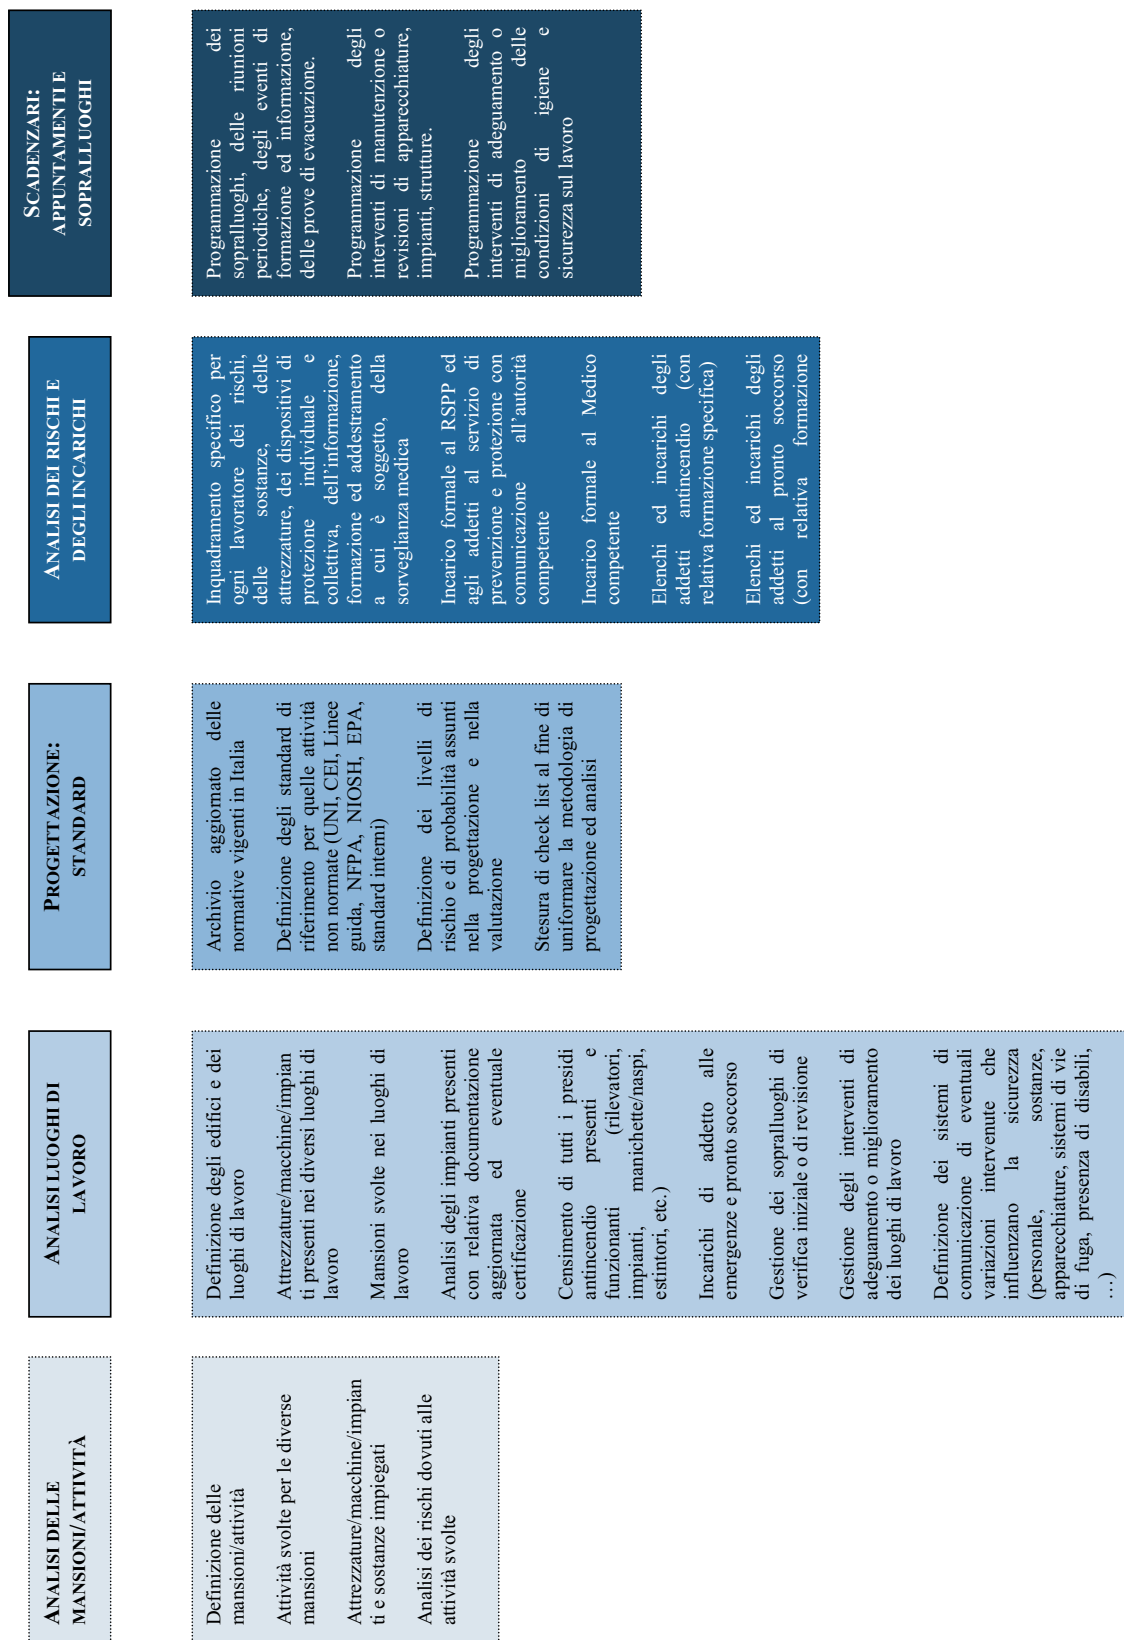 ANALISI DELLE
MANSIONI/ATTIVITÀ
Definizione delle
mansioni/attività
Attività svolte per le diverse
mansioni
Attrezzature/macchine/impian
ti e sostanze impiegati
Analisi dei rischi dovuti alle
attività svolte
ANALISI LUOGHI DI
LAVORO
Definizione degli edifici e dei
luoghi di lavoro
Attrezzature/macchine/impian
ti presenti nei diversi luoghi di
lavoro
Mansioni svolte nei luoghi di
lavoro
Analisi degli impianti presenti
con relativa documentazione
aggiornata ed eventuale
certificazione
Censimento di tutti i presidi
antincendio presenti e
funzionanti (rilevatori,
impianti, manichette/naspi,
estintori, etc.)
Incarichi di addetto alle
emergenze e pronto soccorso
Gestione dei sopralluoghi di
verifica iniziale o di revisione
Gestione degli interventi di
adeguamento o miglioramento
dei luoghi di lavoro
Definizione dei sistemi di
comunicazione di eventuali
variazioni intervenute che
influenzano la sicurezza
(personale, sostanze,
apparecchiature, sistemi di vie
di fuga, presenza di disabili,
…)
PROGETTAZIONE:
STANDARD
Archivio aggiornato delle
normative vigenti in Italia
Definizione degli standard di
riferimento per quelle attività
non normate (UNI, CEI, Linee
guida, NFPA, NIOSH, EPA,
standard interni)
Definizione dei livelli di
rischio e di probabilità assunti
nella progettazione e nella
valutazione
Stesura di check list al fine di
uniformare la metodologia di
progettazione ed analisi
ANALISI DEI RISCHI E
DEGLI INCARICHI
Inquadramento specifico per
ogni lavoratore dei rischi,
delle sostanze, delle
attrezzature, dei dispositivi di
protezione individuale e
collettiva, dell'informazione,
formazione ed addestramento
a cui è soggetto, della
sorveglianza medica
Incarico formale al RSPP ed
agli addetti al servizio di
prevenzione e protezione con
comunicazione all'autorità
competente
Incarico formale al Medico
competente
Elenchi ed incarichi degli
addetti antincendio (con
relativa formazione specifica)
Elenchi ed incarichi degli
addetti al pronto soccorso
(con relativa formazione
SCADENZARI:
APPUNTAMENTI E
SOPRALLUOGHI
Programmazione dei
sopralluoghi, delle riunioni
periodiche, degli eventi di
formazione ed informazione,
delle prove di evacuazione.
Programmazione degli
interventi di manutenzione o
revisioni di apparecchiature,
impianti, strutture.
Programmazione degli
interventi di adeguamento o
miglioramento delle
condizioni di igiene e
sicurezza sul lavoro